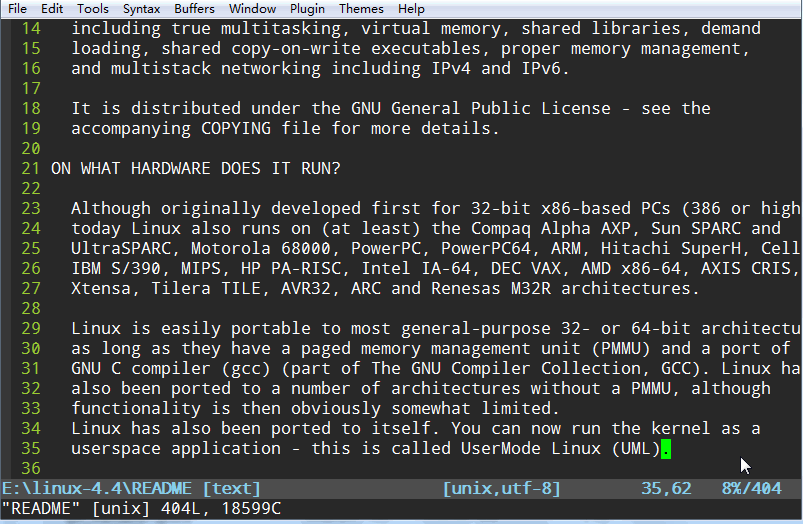 File Edit Tools Syntax Buffers Window Plugin Themes Help
14 including true multitasking, virtual memory, shared libraries, demand
15 loading, shared copy-on-write executables, proper memory management,
16 and multistack networking including IPv4 and IPv6.
17
18 It is distributed under the GNU General Public License - see the
19 accompanying COPYING file for more details.
20
21 ON WHAT HARDWARE DOES IT RUN?
22
23 Although originally developed first for 32-bit x86-based PCs (386 or high
24 today Linux also runs on (at least) the Compaq Alpha AXP, Sun SPARC and
25 UltraSPARC, Motorola 68000, PowerPC, PowerPC64, ARM, Hitachi SuperH, Cell
26 IBM S/390, MIPS, HP PA-RISC, Intel IA-64, DEC VAX, AMD x86-64, AXIS CRIS,
27 Xtensa, Tilera TILE, AVR32, ARC and Renesas M32R architectures.
28
29 Linux is easily portable to most general-purpose 32- or 64-bit architectu
30 as long as they have a paged memory management unit (PMMU) and a port of
31 GNU C compiler (gcc) (part of The GNU Compiler Collection, GCC). Linux ha
32 also been ported to a number of architectures without a PMMU, although
33 functionality is then obviously somewhat limited.
34 Linux has also been ported to itself. You can now run the kernel as a
35 userspace application - this is called UserMode Linux (UML).
36
E:\linux-4.4\README [text] [unix,utf-8] 35,62 8%/404
"README" [unix] 404L, 18599C